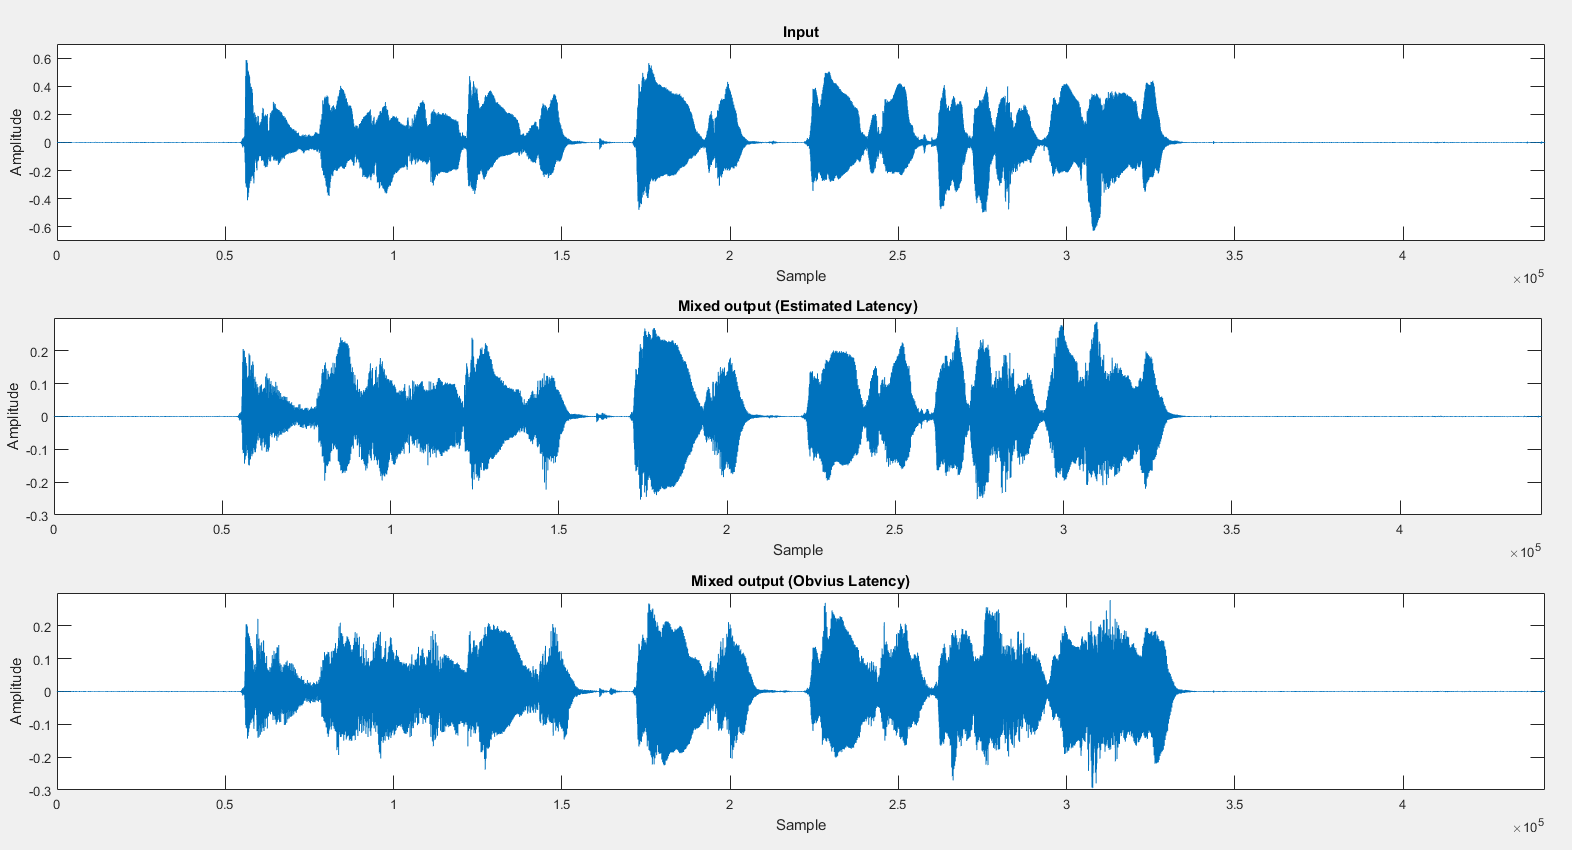 Input
0.6
0.4
0.2
0
-0.2
-0.4
-0.6
Amplitude
0 0.5 1 1.5 2 2.5 3 3.5 4
Sample
×10^5
Mixed output (Estimated Latency)
0.2
0.1
0
-0.1
-0.2
-0.3
Amplitude
0 0.5 1 1.5 2 2.5 3 3.5 4
Sample
×10^5
Mixed output (Obvius Latency)
0.2
0.1
0
-0.1
-0.2
-0.3
Amplitude
0 0.5 1 1.5 2 2.5 3 3.5 4
Sample
×10^5